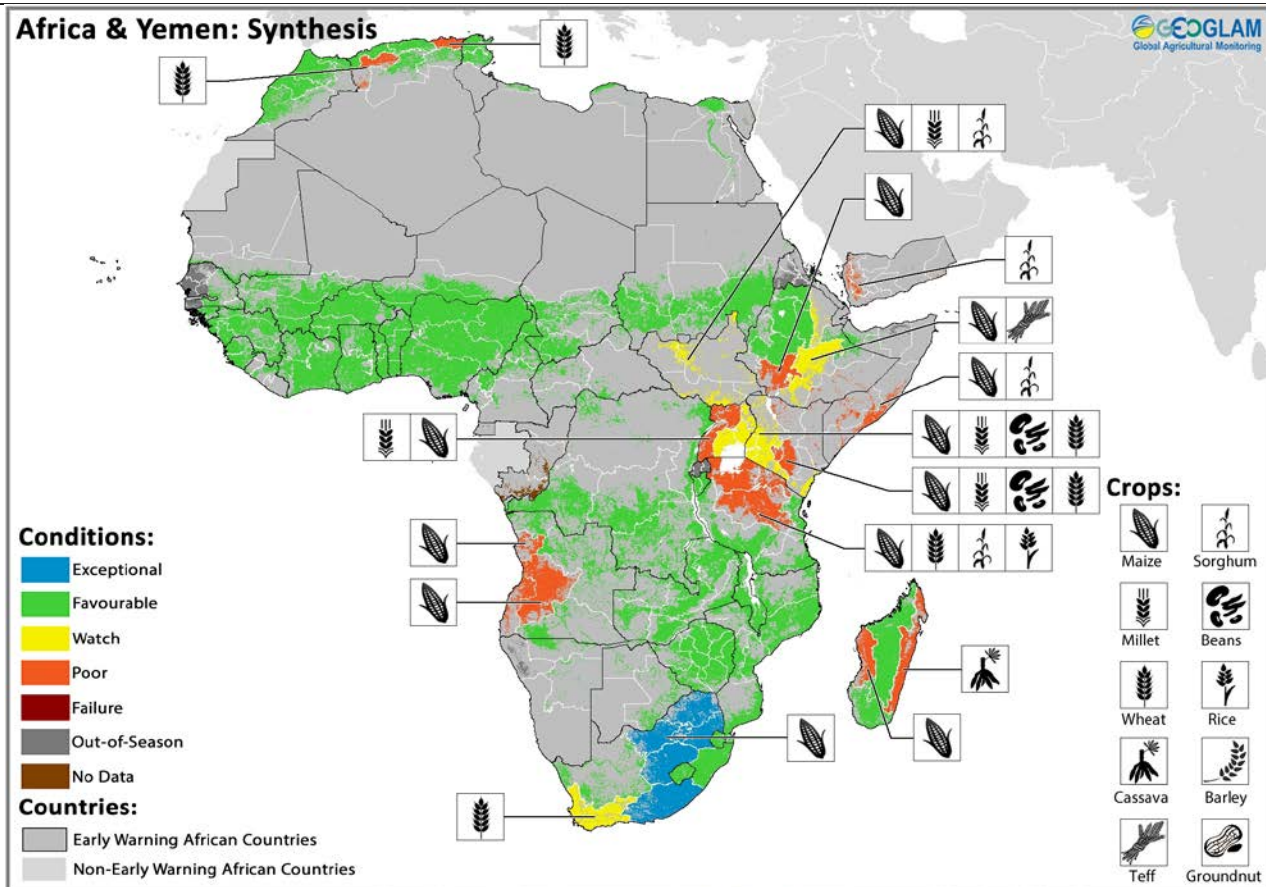 Africa & Yemen: Synthesis
GEOGLAM
Global Agricultural Monitoring
Conditions:
Exceptional
Favourable
Watch
Poor
Failure
Out-of-Season
No Data
Countries:
Early Warning African Countries
Non-Early Warning African Countries
Crops:
Maize
Sorghum
Millet
Beans
Wheat
Rice
Cassava
Barley
Teff
Groundnut